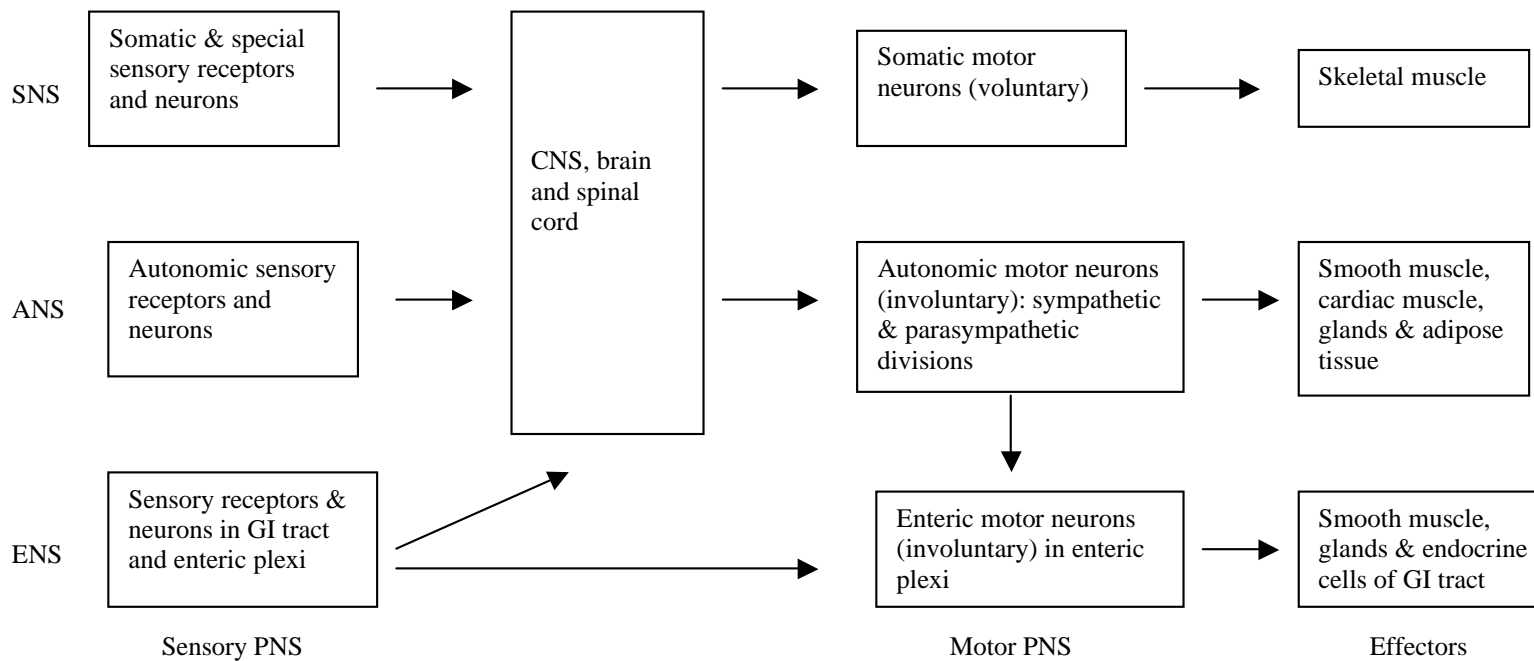 SNS
Somatic & special
sensory receptors
and neurons
CNS, brain
and spinal
cord
Somatic motor
neurons (voluntary)
Skeletal muscle
ANS
Autonomic sensory
receptors and
neurons
Autonomic motor neurons
(involuntary): sympathetic
& parasympathetic
divisions
Smooth muscle,
cardiac muscle,
glands & adipose
tissue
ENS
Sensory receptors &
neurons in GI tract
and enteric plexi
Enteric motor neurons
(involuntary) in enteric
plexi
Smooth muscle,
glands & endocrine
cells of GI tract
Sensory PNS
Motor PNS
Effectors